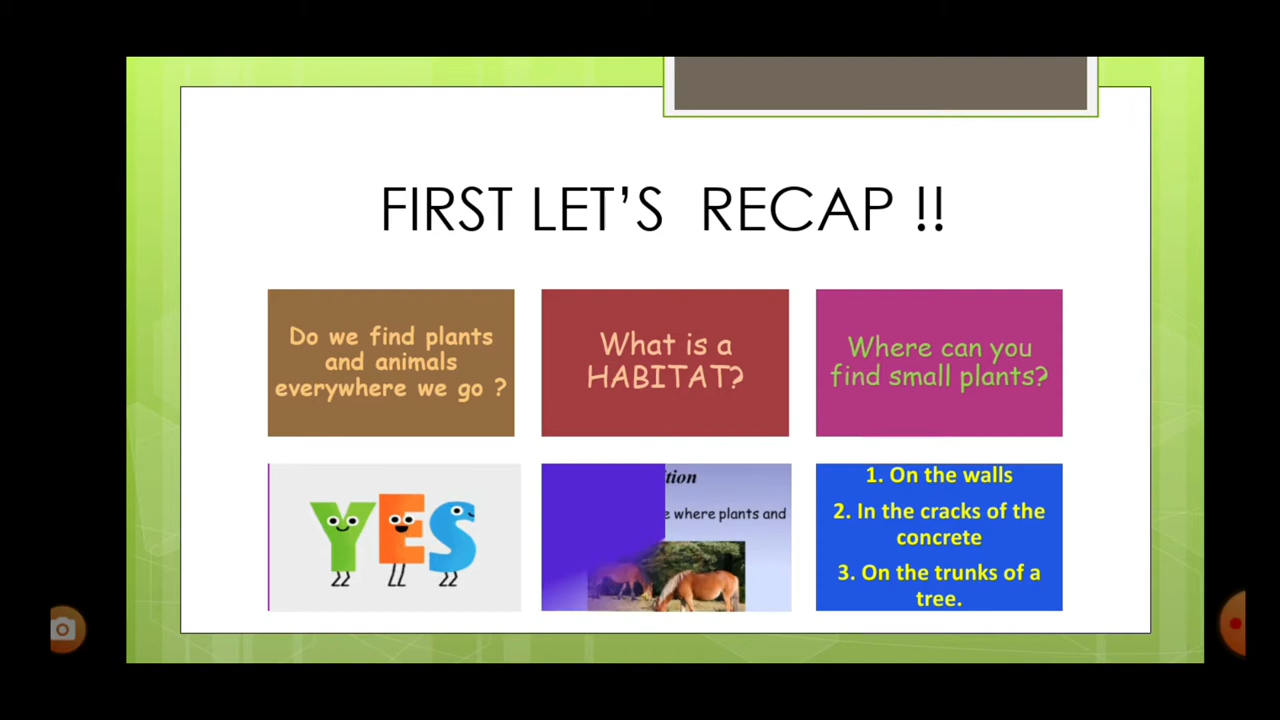 FIRST LET'S RECAP !!
Do we find plants
and animals
everywhere we go ?
What is a
HABITAT?
Where can you
find small plants?
YES
where plants and
1. On the walls
2. In the cracks of the
concrete
3. On the trunks of a
tree.